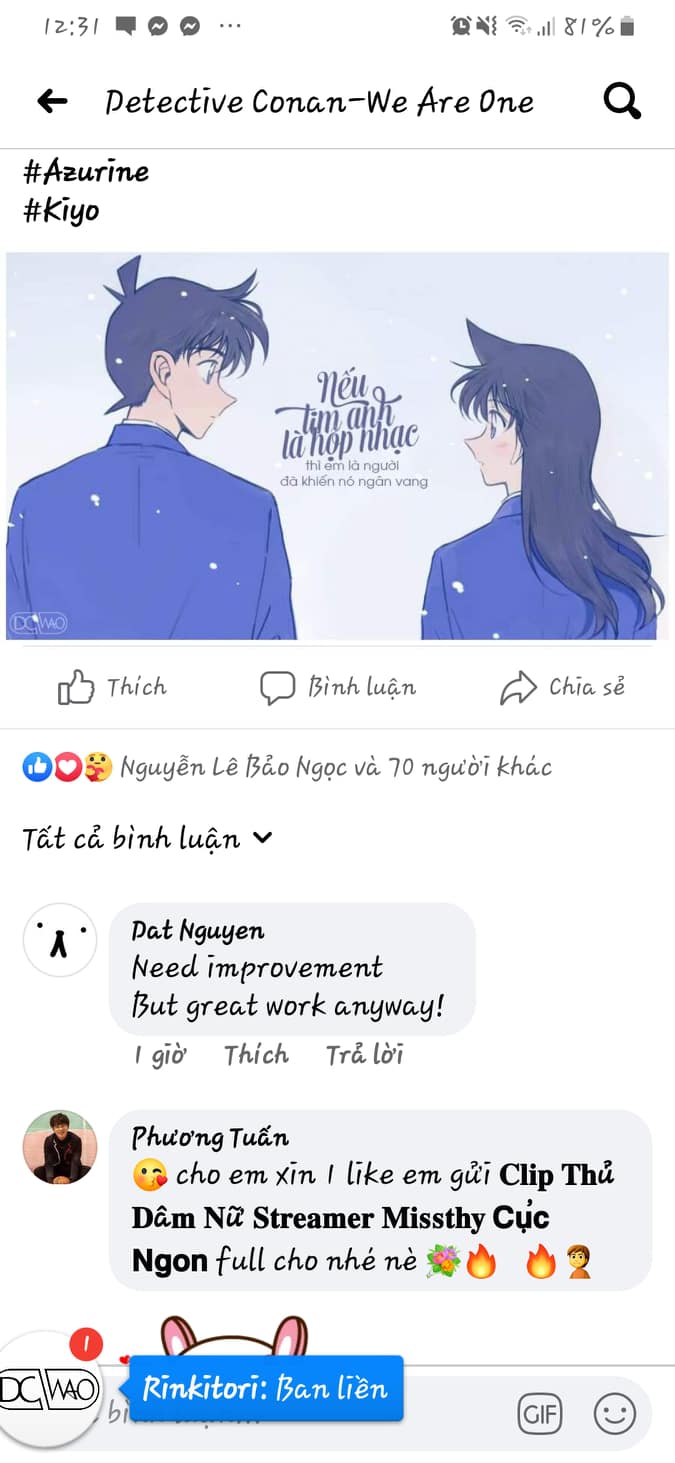 12:31
81%
Detective Conan-We Are One
#Azurine
#Kiyo
Nếu
tim anh
là hộp nhạc
thì em là người
đã khiến nó ngân vang
DCWAO
Thích Bình luận Chia sẻ
Nguyễn Lê Bảo Ngọc và 70 người khác
Tất cả bình luận
Dat Nguyen
Need improvement
But great work anyway!
1 giờ Thích Trả lời
Phương Tuấn
😘 cho em xin 1 like em gửi Clip Thủ
Dâm Nữ Streamer Missthy Cực
Ngon full cho nhé nè 💐🔥 🔥🧑
1
DCWAO
Rinkitori: Ban liền
GIF